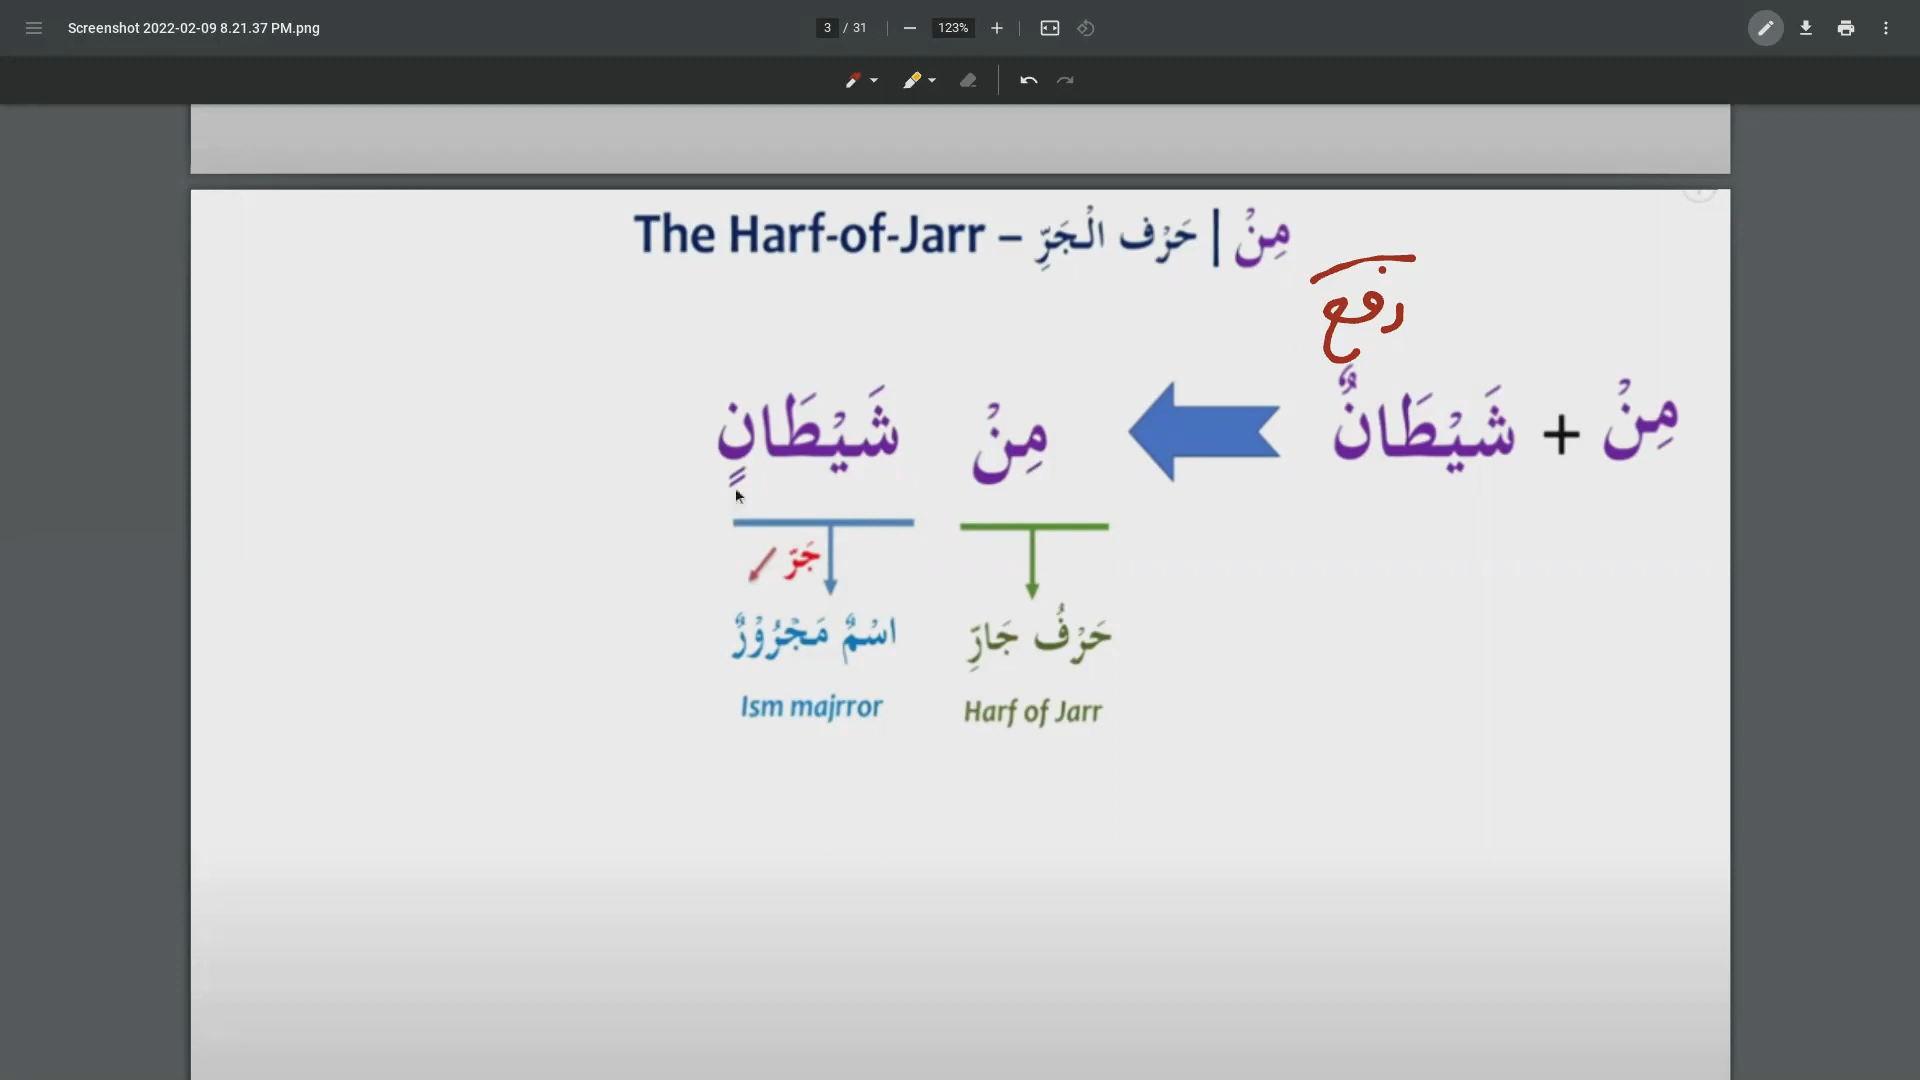 Screenshot 2022-02-09 8.21.37 PM.png
3 / 31
123%
The Harf-of-Jarr – حَرْف الْجَرِّ | مِنْ
رفع
مِنْ + شَيْطَانٌ
مِنْ شَيْطَانٍ
جَرّ
حَرْفُ جَارِّ اسْمٌ مَجْرُوْرٌ
Ism majrror Harf of Jarr